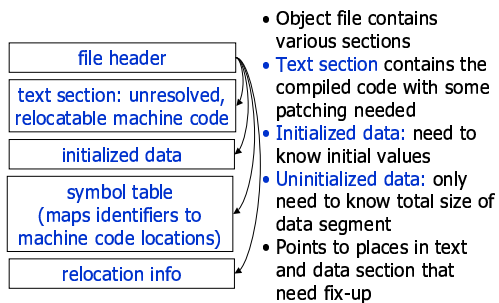 file header
text section: unresolved,
relocatable machine code
initialized data
symbol table
(maps identifiers to
machine code locations)
relocation info
• Object file contains
various sections
• Text section contains the
compiled code with some
patching needed
• Initialized data: need to
know initial values
• Uninitialized data: only
need to know total size of
data segment
• Points to places in text
and data section that
need fix-up